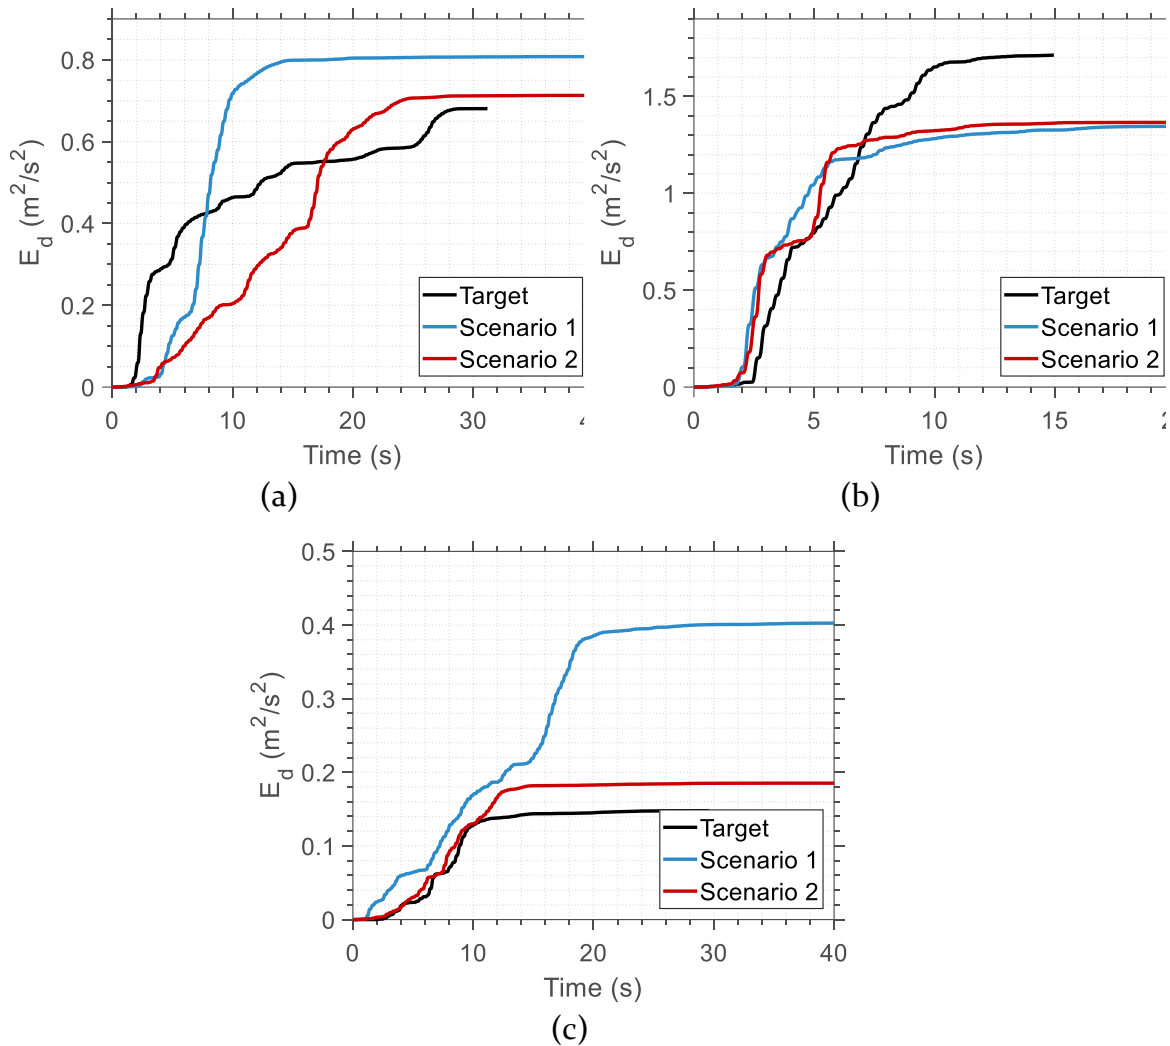 0.8
0.6
0.4
0.2
0
E_d (m^2/s^2)
Target
Scenario 1
Scenario 2
0 10 20 30
Time (s)
(a)
1.5
1
0.5
0
E_d (m^2/s^2)
Target
Scenario 1
Scenario 2
0 5 10 15
Time (s)
(b)
0.5
0.4
0.3
0.2
0.1
0
E_d (m^2/s^2)
Target
Scenario 1
Scenario 2
0 10 20 30 40
Time (s)
(c)